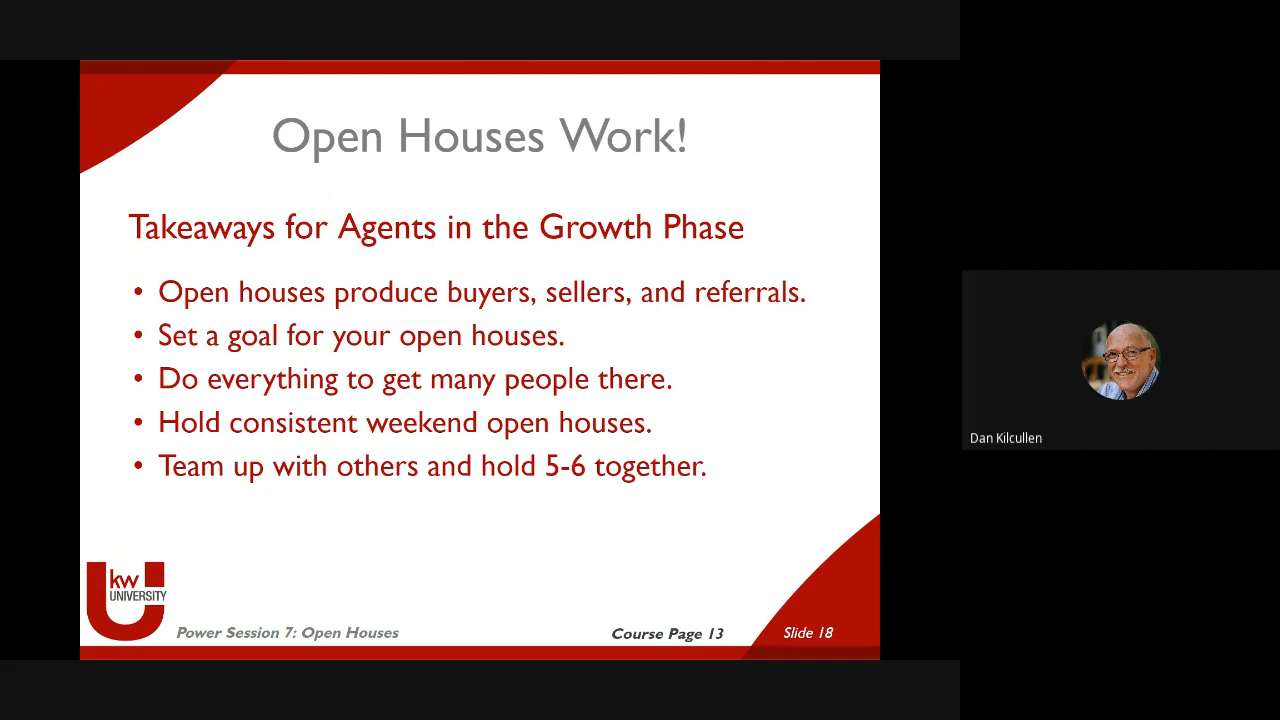 Open Houses Work!
Takeaways for Agents in the Growth Phase
• Open houses produce buyers, sellers, and referrals.
• Set a goal for your open houses.
• Do everything to get many people there.
• Hold consistent weekend open houses.
• Team up with others and hold 5-6 together.
kw
UNIVERSITY
Power Session 7: Open Houses
Course Page 13
Slide 18
Dan Kilcullen